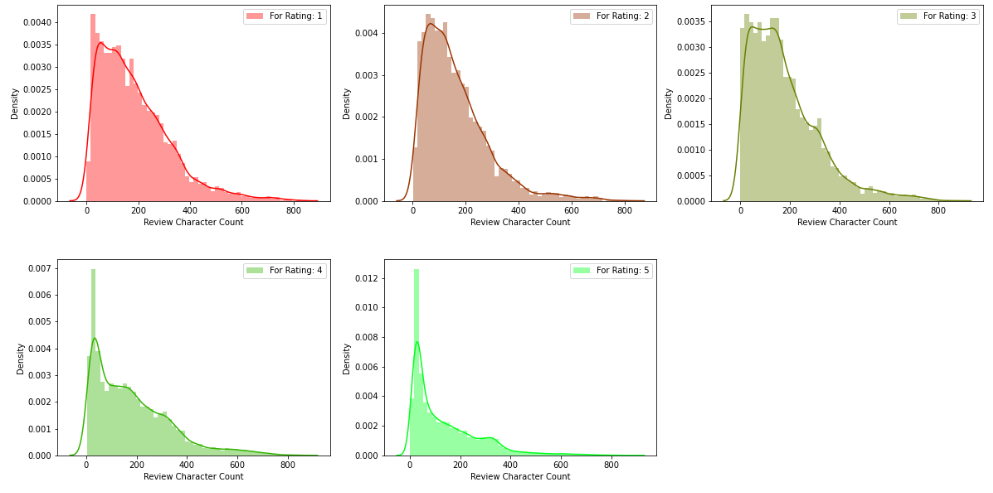 For Rating: 1
0.0040
0.0035
0.0030
0.0025
0.0020
0.0015
0.0010
0.0005
0.0000
Density
0 200 400 600 800
Review Character Count
For Rating: 2
0.004
0.003
0.002
0.001
0.000
Density
0 200 400 600 800
Review Character Count
For Rating: 3
0.0035
0.0030
0.0025
0.0020
0.0015
0.0010
0.0005
0.0000
Density
0 200 400 600 800
Review Character Count
For Rating: 4
0.007
0.006
0.005
0.004
0.003
0.002
0.001
0.000
Density
0 200 400 600 800
Review Character Count
For Rating: 5
0.012
0.010
0.008
0.006
0.004
0.002
0.000
Density
0 200 400 600 800
Review Character Count